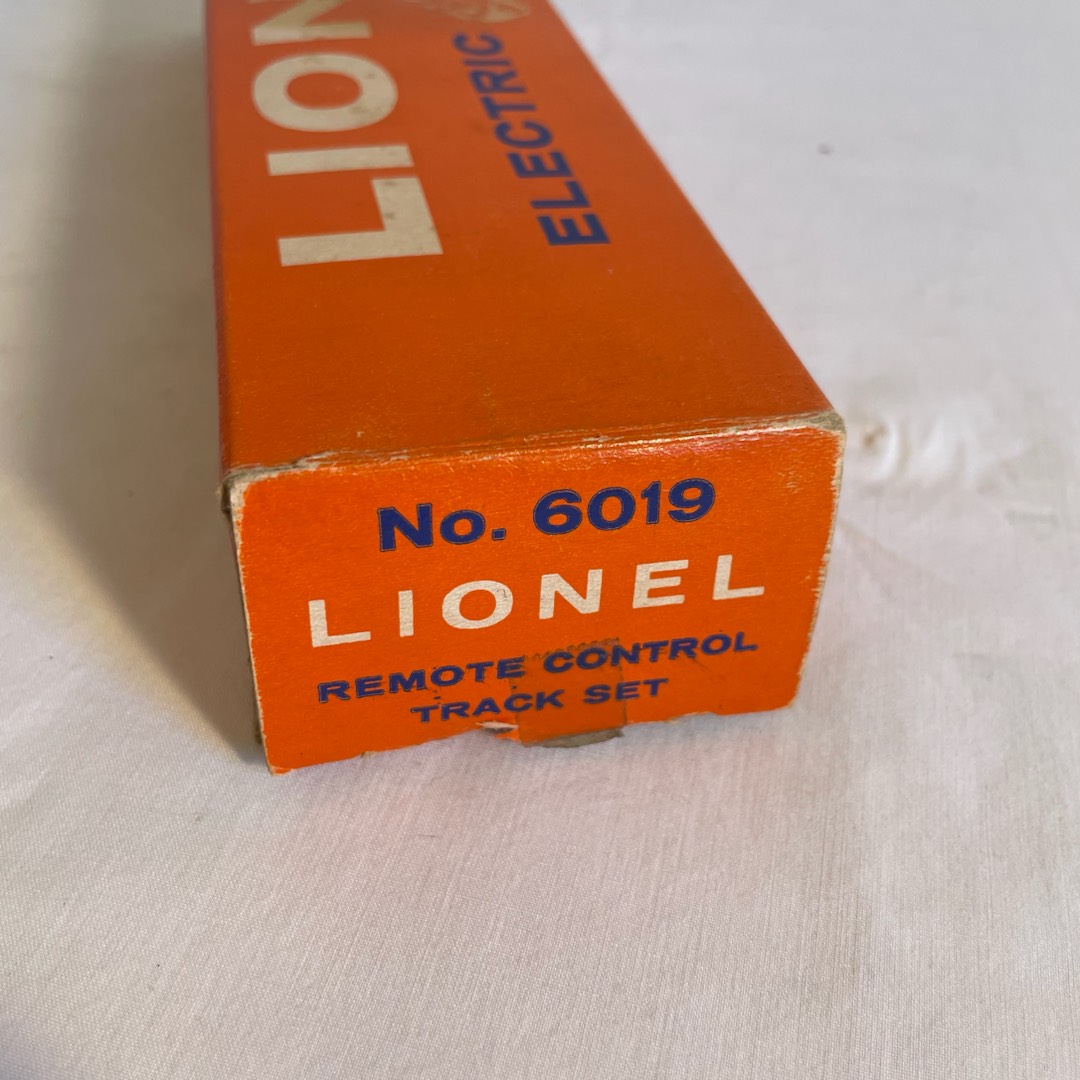 LION
ELECTRIC
No. 6019
LIONEL
REMOTE CONTROL
TRACK SET